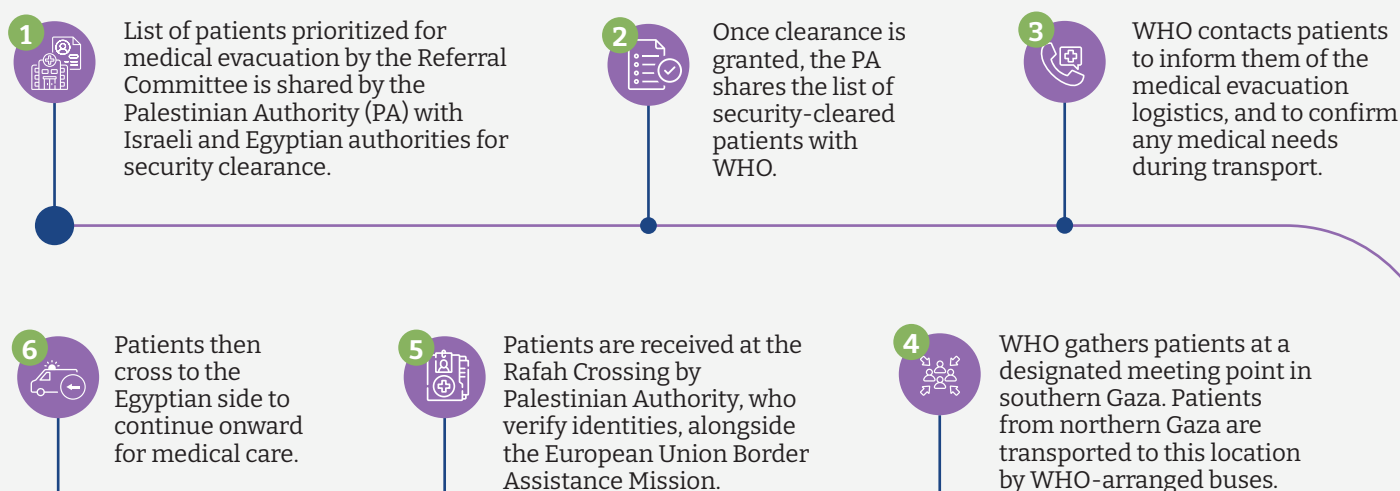 1
List of patients prioritized for
medical evacuation by the Referral
Committee is shared by the
Palestinian Authority (PA) with
Israeli and Egyptian authorities for
security clearance.
2
Once clearance is
granted, the PA
shares the list of
security-cleared
patients with
WHO.
3
WHO contacts patients
to inform them of the
medical evacuation
logistics, and to confirm
any medical needs
during transport.
4
WHO gathers patients at a
designated meeting point in
southern Gaza. Patients
from northern Gaza are
transported to this location
by WHO-arranged buses.
5
Patients are received at the
Rafah Crossing by
Palestinian Authority, who
verify identities, alongside
the European Union Border
Assistance Mission.
6
Patients then
cross to the
Egyptian side to
continue onward
for medical care.